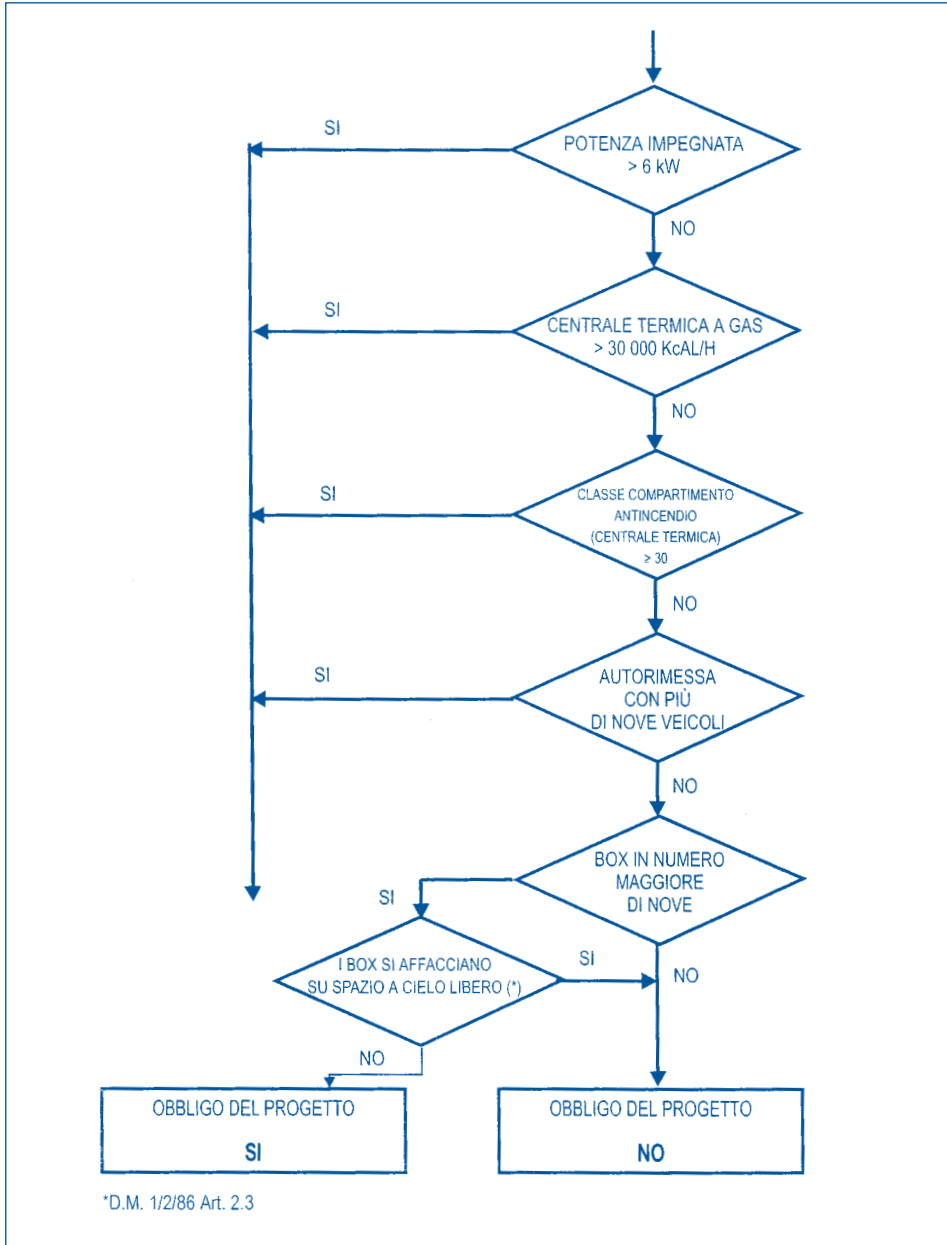 SI
POTENZA IMPEGNATA
> 6 kW
NO
SI
CENTRALE TERMICA A GAS
> 30 000 KcAL/H
NO
SI
CLASSE COMPARTIMENTO
ANTINCENDIO
(CENTRALE TERMICA)
≥ 30
NO
SI
AUTORIMESSA
CON PIÙ
DI NOVE VEICOLI
NO
BOX IN NUMERO
MAGGIORE
DI NOVE
SI
I BOX SI AFFACCIANO
SU SPAZIO A CIELO LIBERO (*)
SI
NO
NO
OBBLIGO DEL PROGETTO
SI
OBBLIGO DEL PROGETTO
NO
*D.M. 1/2/86 Art. 2.3